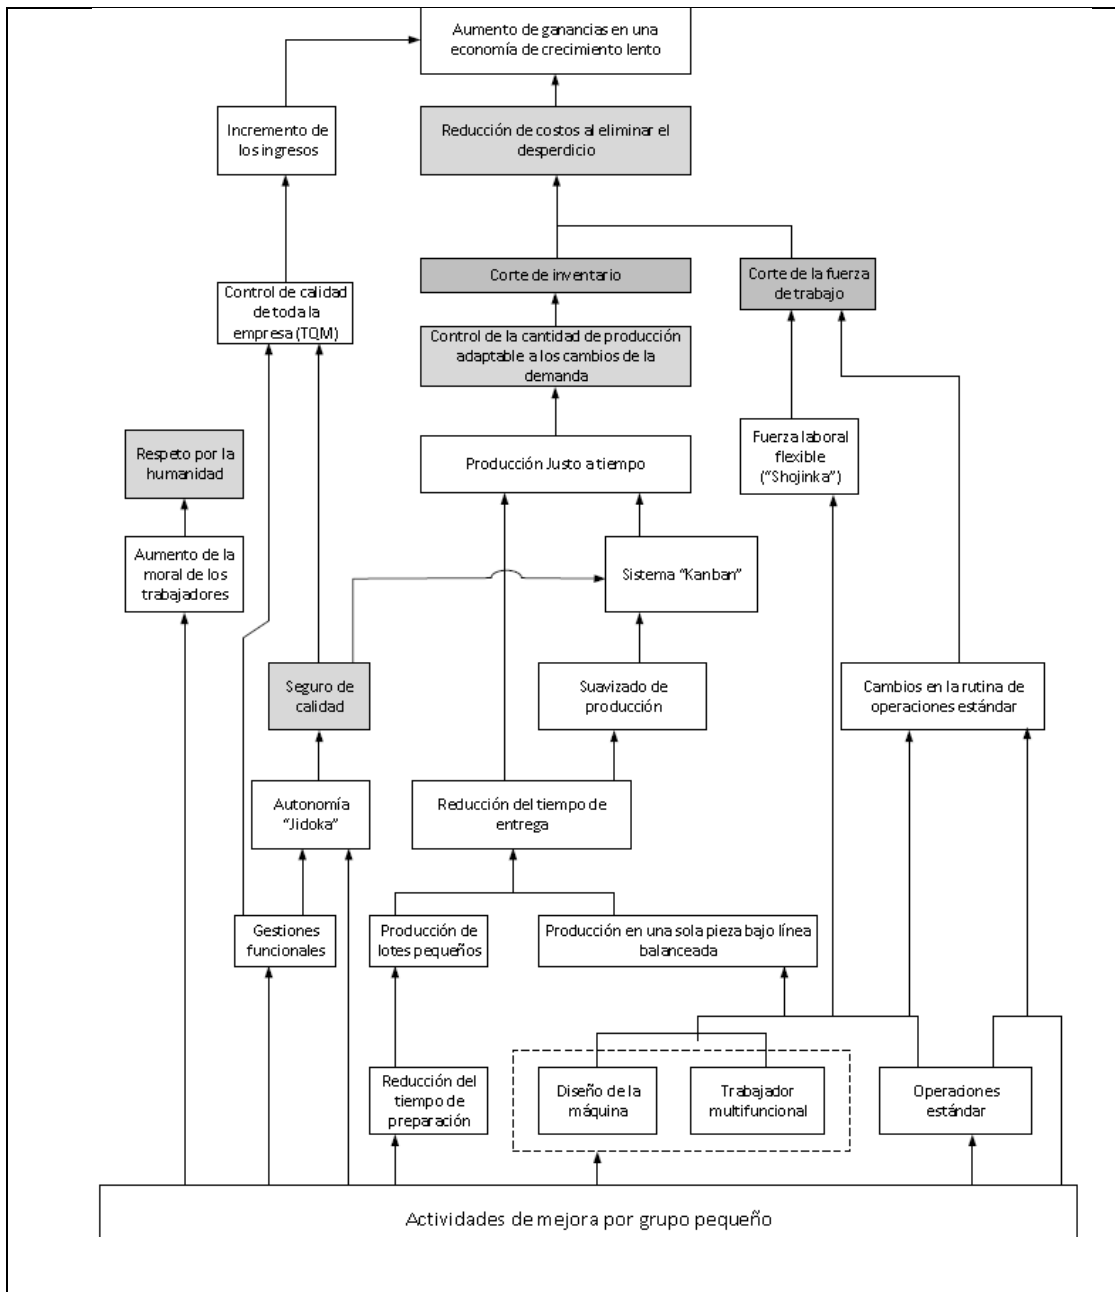 Aumento de ganancias en una
economía de crecimiento lento
Incremento de
los ingresos
Reducción de costos al eliminar el
desperdicio
Corte de inventario
Corte de la fuerza
de trabajo
Control de calidad
de toda la
empresa (TQM)
Control de la cantidad de producción
adaptable a los cambios de la
demanda
Respeto por la
humanidad
Producción Justo a tiempo
Fuerza laboral
flexible
("Shojinka")
Aumento de la
moral de los
trabajadores
Sistema "Kanban"
Seguro de
calidad
Suavizado de
producción
Cambios en la rutina de
operaciones estándar
Autonomía
"Jidoka"
Reducción del tiempo de
entrega
Gestiones
funcionales
Producción de
lotes pequeños
Producción en una sola pieza bajo línea
balanceada
Reducción del
tiempo de
preparación
Diseño de la
máquina
Trabajador
multifuncional
Operaciones
estándar
Actividades de mejora por grupo pequeño